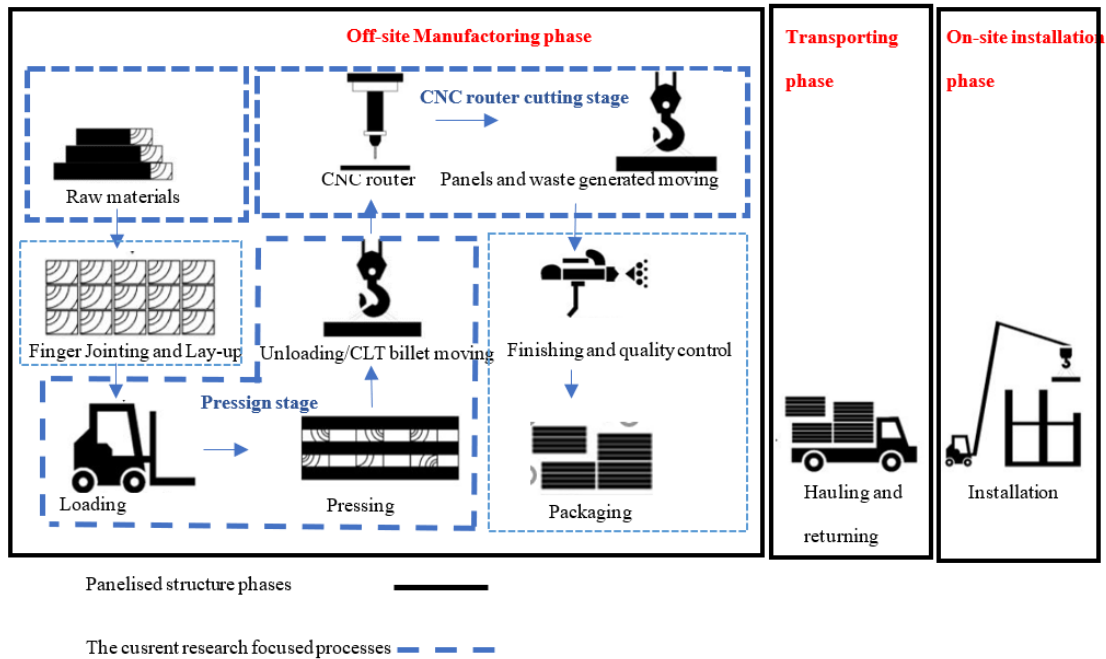 Off-site Manufactoring phase
CNC router cutting stage
Raw materials
CNC router
Panels and waste generated moving
Finger Jointing and Lay-up
Unloading/CLT billet moving
Finishing and quality control
Pressign stage
Loading
Pressing
Packaging
Transporting
phase
Hauling and
returning
On-site installation
phase
Installation
Panelised structure phases
The cusrent research focused processes